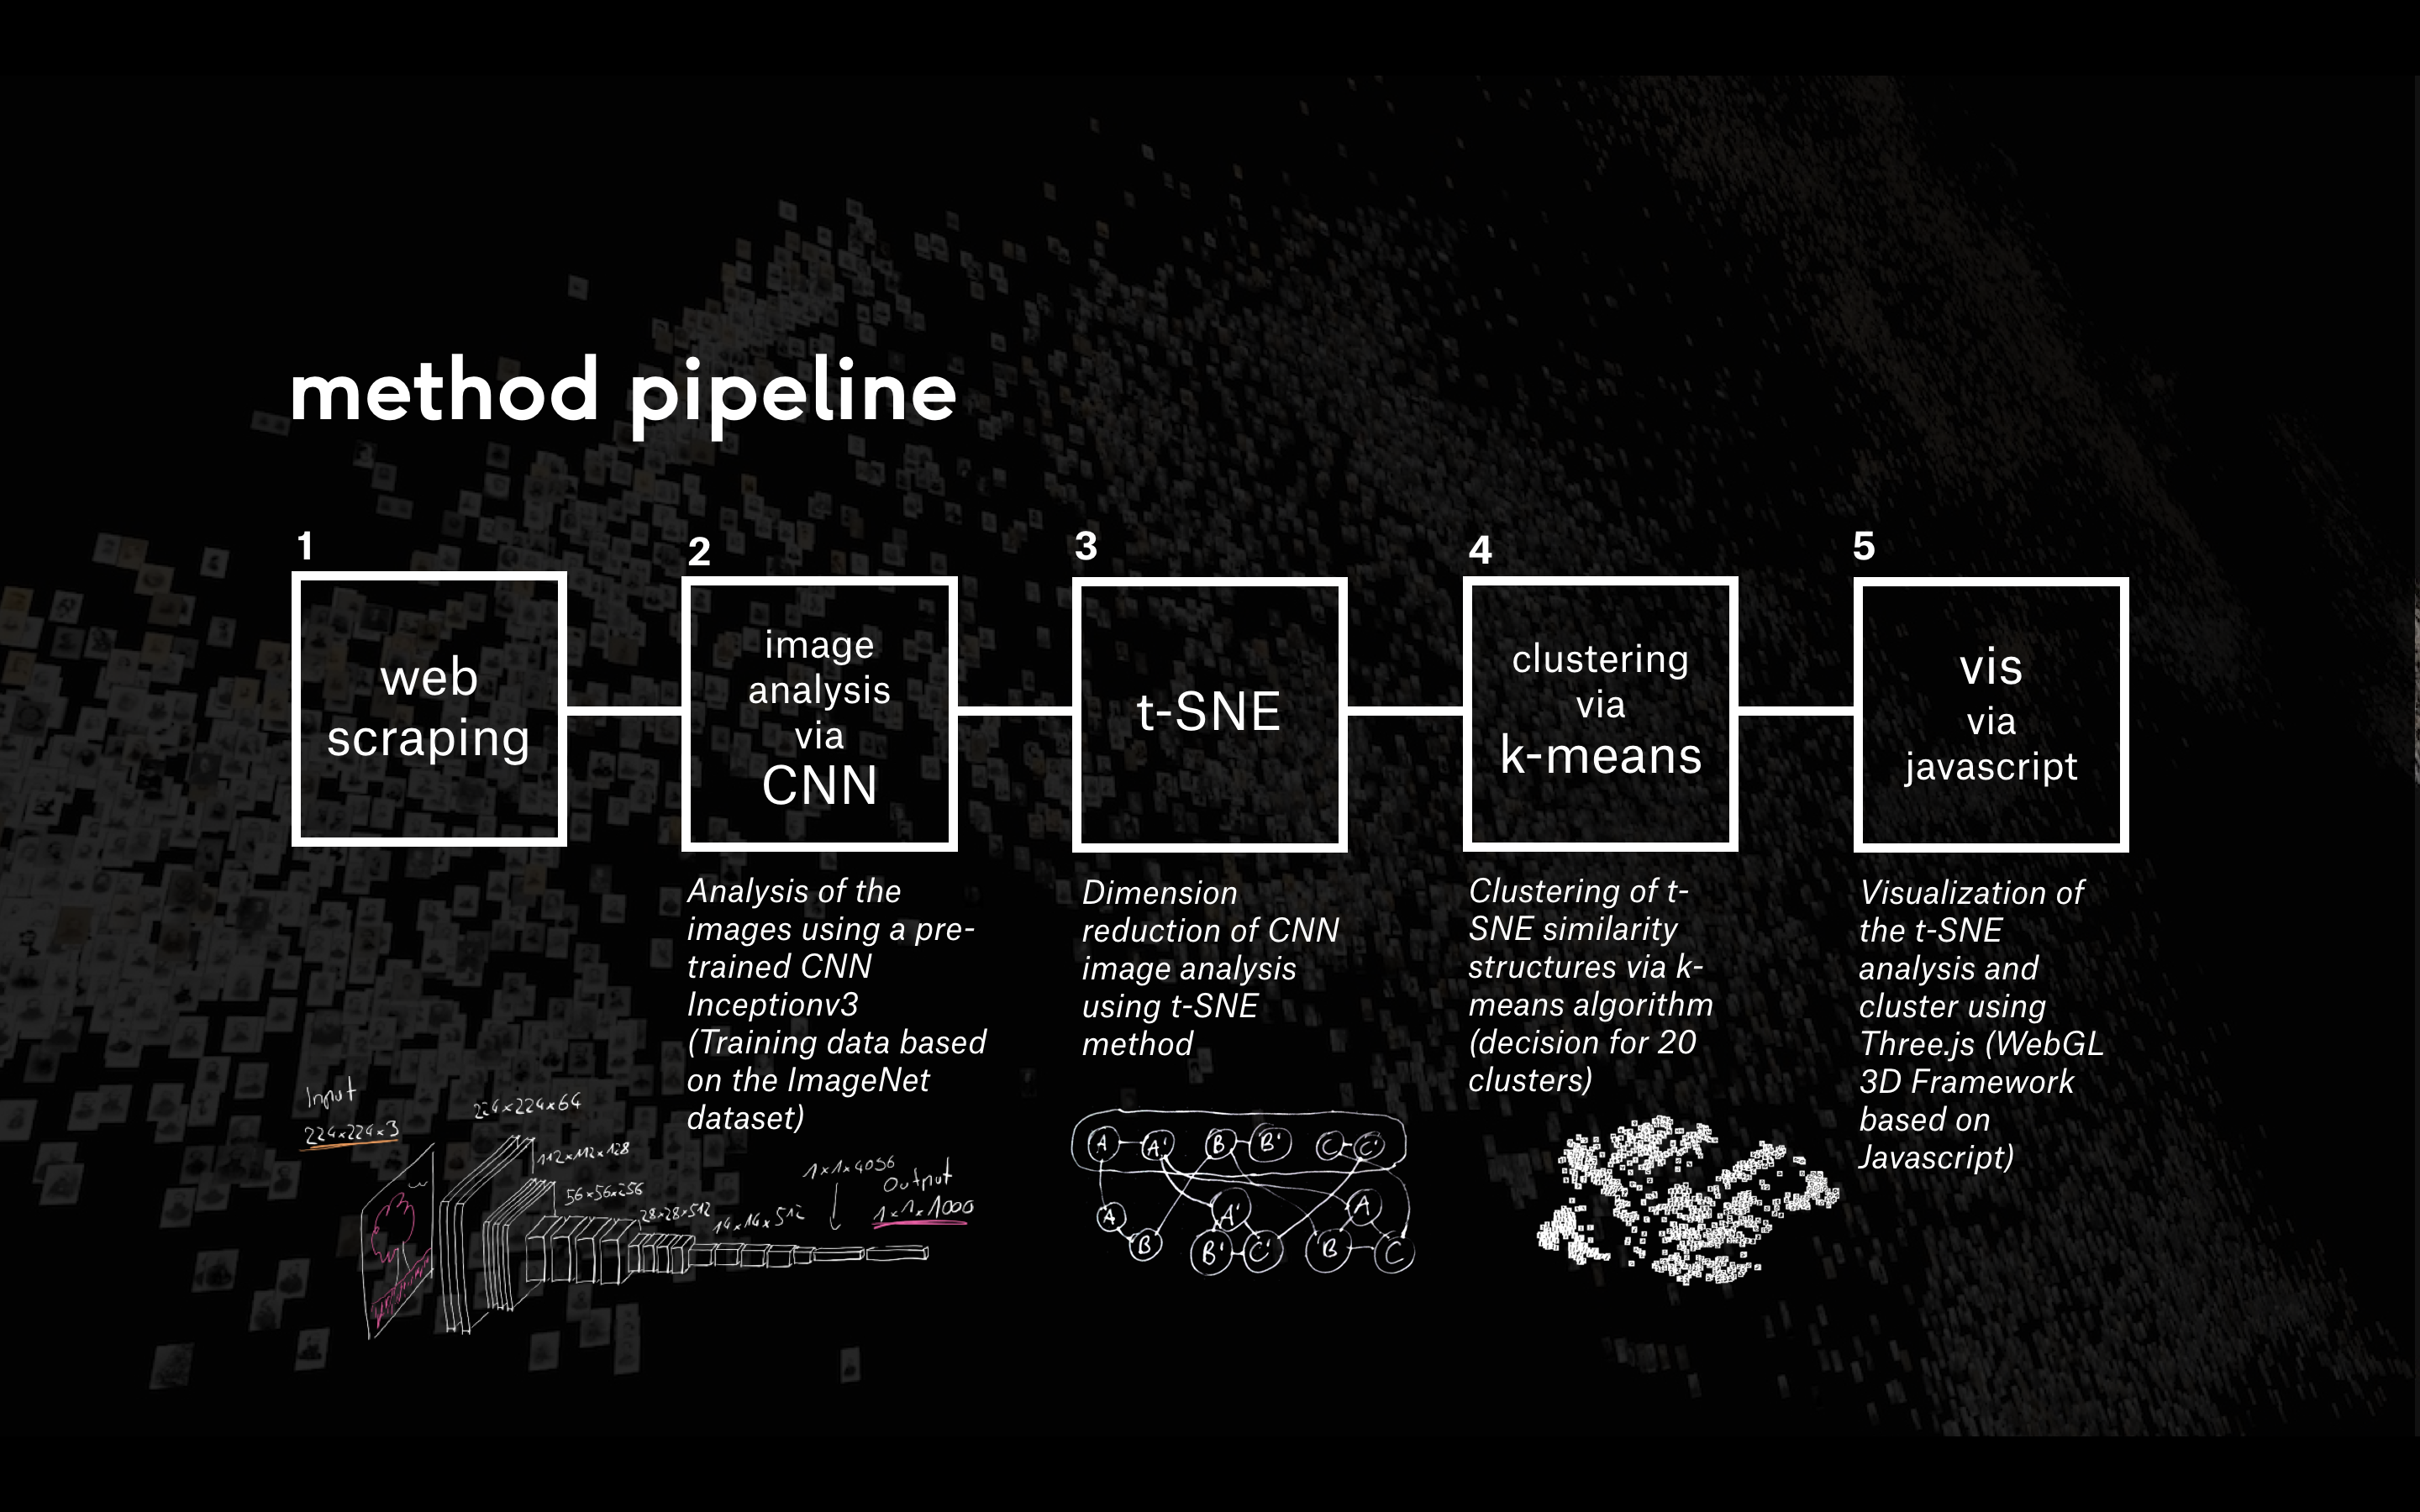 method pipeline
1
web
scraping
2
image
analysis
via
CNN
Analysis of the
images using a pre-
trained CNN
Inceptionv3
(Training data based
on the ImageNet
dataset)
3
t-SNE
Dimension
reduction of CNN
image analysis
using t-SNE
method
4
clustering
via
k-means
Clustering of t-
SNE similarity
structures via k-
means algorithm
(decision for 20
clusters)
5
vis
via
javascript
Visualization of
the t-SNE
analysis and
cluster using
Three.js (WebGL
3D Framework
based on
Javascript)
Input
224×224×3
224×224×64
112×112×128
56×56×256
28×28×512
14×14×512
1×1×4096
Output
1×1×1000
A A' B B' C C'
A B
A' B' C'
A B C